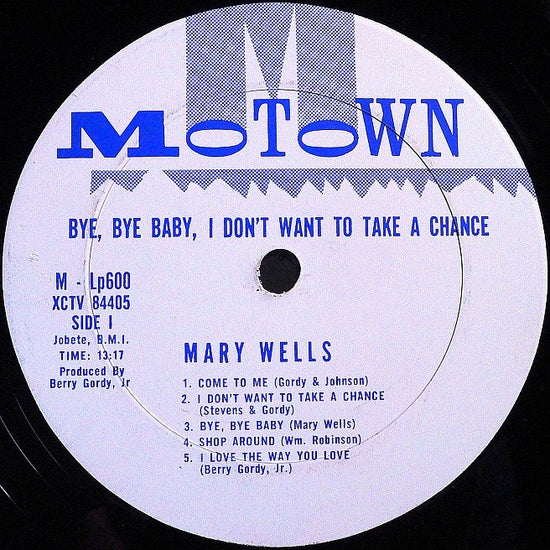 MOTOWN
BYE, BYE BABY, I DON'T WANT TO TAKE A CHANCE
M - Lp600
XCTV 84405
SIDE I
Jobete, B.M.I.
TIME: 13:17
Produced By
Berry Gordy, Jr
MARY WELLS
1. COME TO ME (Gordy & Johnson)
2. I DON'T WANT TO TAKE A CHANCE
(Stevens & Gordy)
3. BYE, BYE BABY (Mary Wells)
4. SHOP AROUND (Wm. Robinson)
5. I LOVE THE WAY YOU LOVE
(Berry Gordy, Jr.)